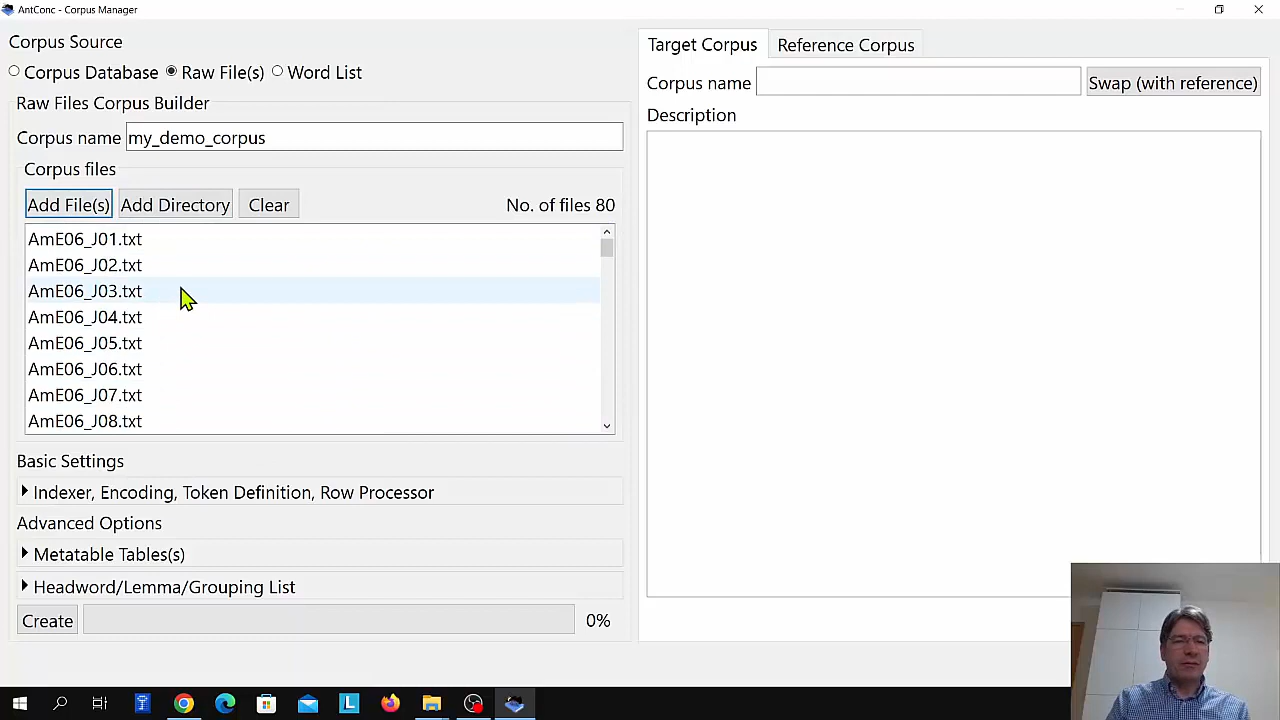 AntConc - Corpus Manager
Corpus Source
Corpus Database Raw File(s) Word List
Raw Files Corpus Builder
Corpus name my_demo_corpus
Corpus files
Add File(s) Add Directory Clear No. of files 80
AmE06_J01.txt
AmE06_J02.txt
AmE06_J03.txt
AmE06_J04.txt
AmE06_J05.txt
AmE06_J06.txt
AmE06_J07.txt
AmE06_J08.txt
Basic Settings
Indexer, Encoding, Token Definition, Row Processor
Advanced Options
Metatable Tables(s)
Headword/Lemma/Grouping List
Create 0%
Target Corpus Reference Corpus
Corpus name Swap (with reference)
Description
L